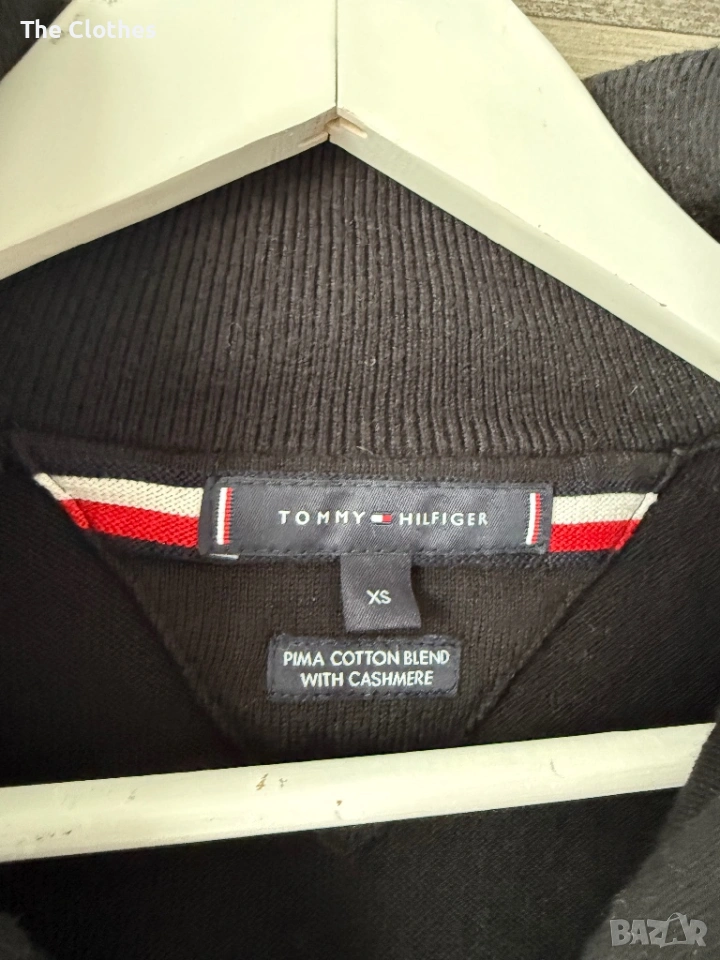 The Clothes
TOMMY HILFIGER
XS
PIMA COTTON BLEND
WITH CASHMERE
BAZAR